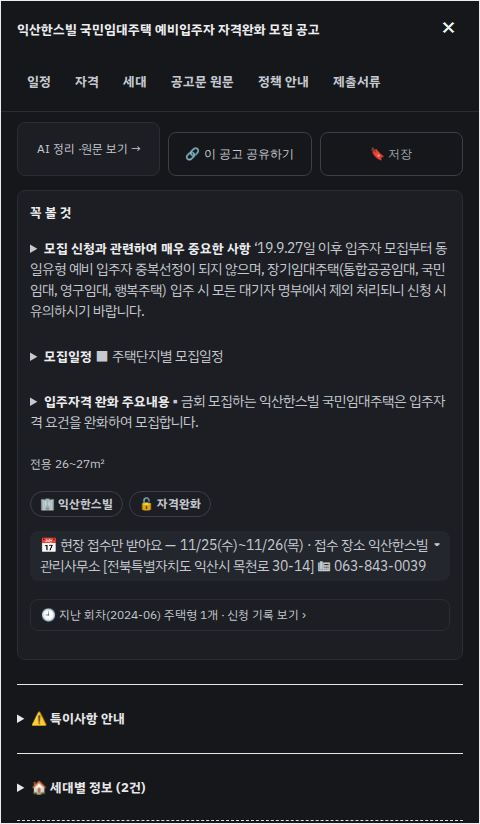 익산한스빌 국민임대주택 예비입주자 자격완화 모집 공고 ✕
일정 자격 세대 공고문 원문 정책 안내 제출서류
AI 정리 ·원문 보기 →
🔗 이 공고 공유하기
🔖 저장
꼭 볼 것
▶ 모집 신청과 관련하여 매우 중요한 사항 ‘19.9.27일 이후 입주자 모집부터 동
일유형 예비 입주자 중복선정이 되지 않으며, 장기임대주택(통합공공임대, 국민
임대, 영구임대, 행복주택) 입주 시 모든 대기자 명부에서 제외 처리되니 신청 시
유의하시기 바랍니다.
▶ 모집일정 ■ 주택단지별 모집일정
▶ 입주자격 완화 주요내용 ▪ 금회 모집하는 익산한스빌 국민임대주택은 입주자
격 요건을 완화하여 모집합니다.
전용 26~27m²
🏢 익산한스빌 🔓 자격완화
📅 현장 접수만 받아요 — 11/25(수)~11/26(목) · 접수 장소 익산한스빌
관리사무소 [전북특별자치도 익산시 목천로 30-14] 📠 063-843-0039
🕘 지난 회차(2024-06) 주택형 1개 · 신청 기록 보기 ›
▶ ⚠️ 특이사항 안내
▶ 🏠 세대별 정보 (2건)